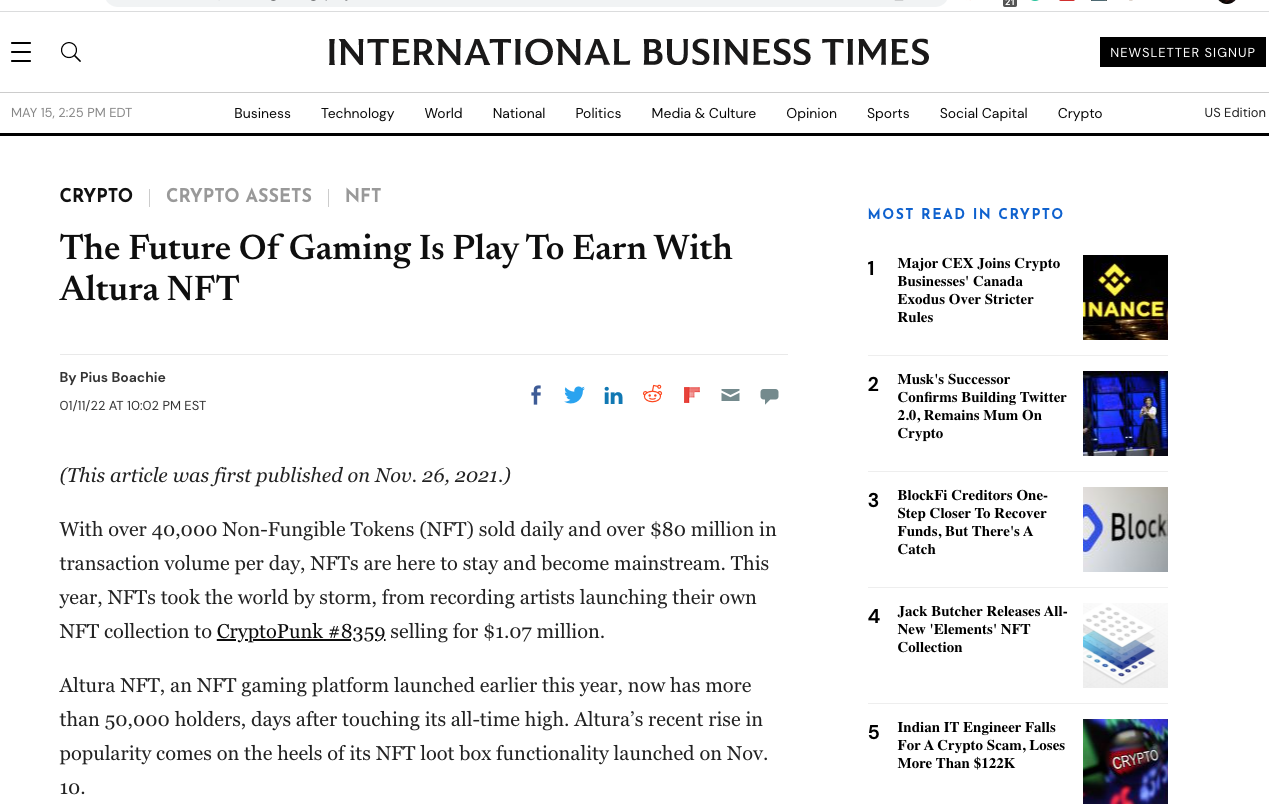 21
INTERNATIONAL BUSINESS TIMES
NEWSLETTER SIGNUP
MAY 15, 2:25 PM EDT
Business
Technology
World
National
Politics
Media & Culture
Opinion
Sports
Social Capital
Crypto
US Edition
CRYPTO
CRYPTO ASSETS
NFT
The Future Of Gaming Is Play To Earn With
Altura NFT
By Pius Boachie
01/11/22 AT 10:02 PM EST
(This article was first published on Nov. 26, 2021.)
With over 40,000 Non-Fungible Tokens (NFT) sold daily and over $80 million in
transaction volume per day, NFTs are here to stay and become mainstream. This
year, NFTs took the world by storm, from recording artists launching their own
NFT collection to CryptoPunk #8359 selling for $1.07 million.
Altura NFT, an NFT gaming platform launched earlier this year, now has more
than 50,000 holders, days after touching its all-time high. Altura’s recent rise in
popularity comes on the heels of its NFT loot box functionality launched on Nov.
10.
MOST READ IN CRYPTO
1
Major CEX Joins Crypto
Businesses' Canada
Exodus Over Stricter
Rules
INANCE
2
Musk's Successor
Confirms Building Twitter
2.0, Remains Mum On
Crypto
3
BlockFi Creditors One-
Step Closer To Recover
Funds, But There's A
Catch
Block
4
Jack Butcher Releases All-
New 'Elements' NFT
Collection
5
Indian IT Engineer Falls
For A Crypto Scam, Loses
More Than $122K
CRYPTO